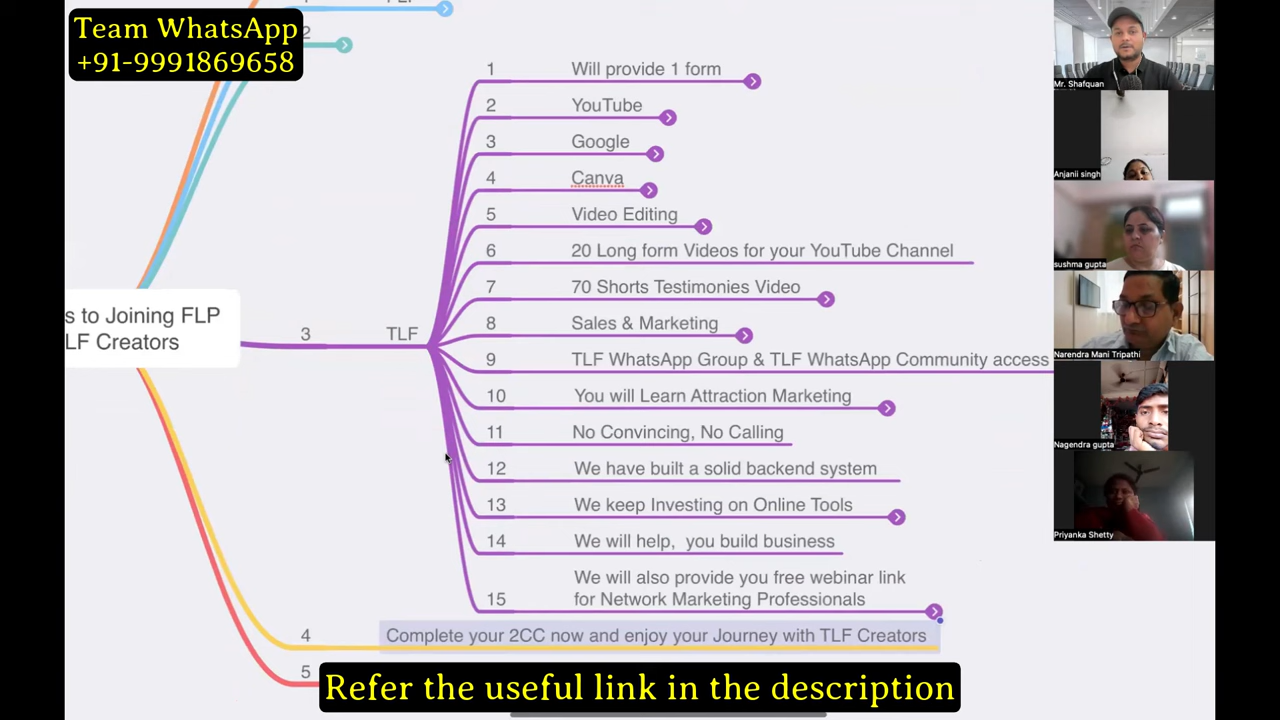 Team WhatsApp
+91-9991869658
2
1 Will provide 1 form
2 YouTube
3 Google
4 Canva
5 Video Editing
6 20 Long form Videos for your YouTube Channel
7 70 Shorts Testimonies Video
8 Sales & Marketing
9 TLF WhatsApp Group & TLF WhatsApp Community access
10 You will Learn Attraction Marketing
11 No Convincing, No Calling
12 We have built a solid backend system
13 We keep Investing on Online Tools
14 We will help, you build business
15 We will also provide you free webinar link
for Network Marketing Professionals
s to Joining FLP
LF Creators
3 TLF
4 Complete your 2CC now and enjoy your Journey with TLF Creators
5
Refer the useful link in the description
Mr. Shafquan
Anjanii singh
sushma gupta
Narendra Mani Tripathi
Nagendra gupta
Priyanka Shetty